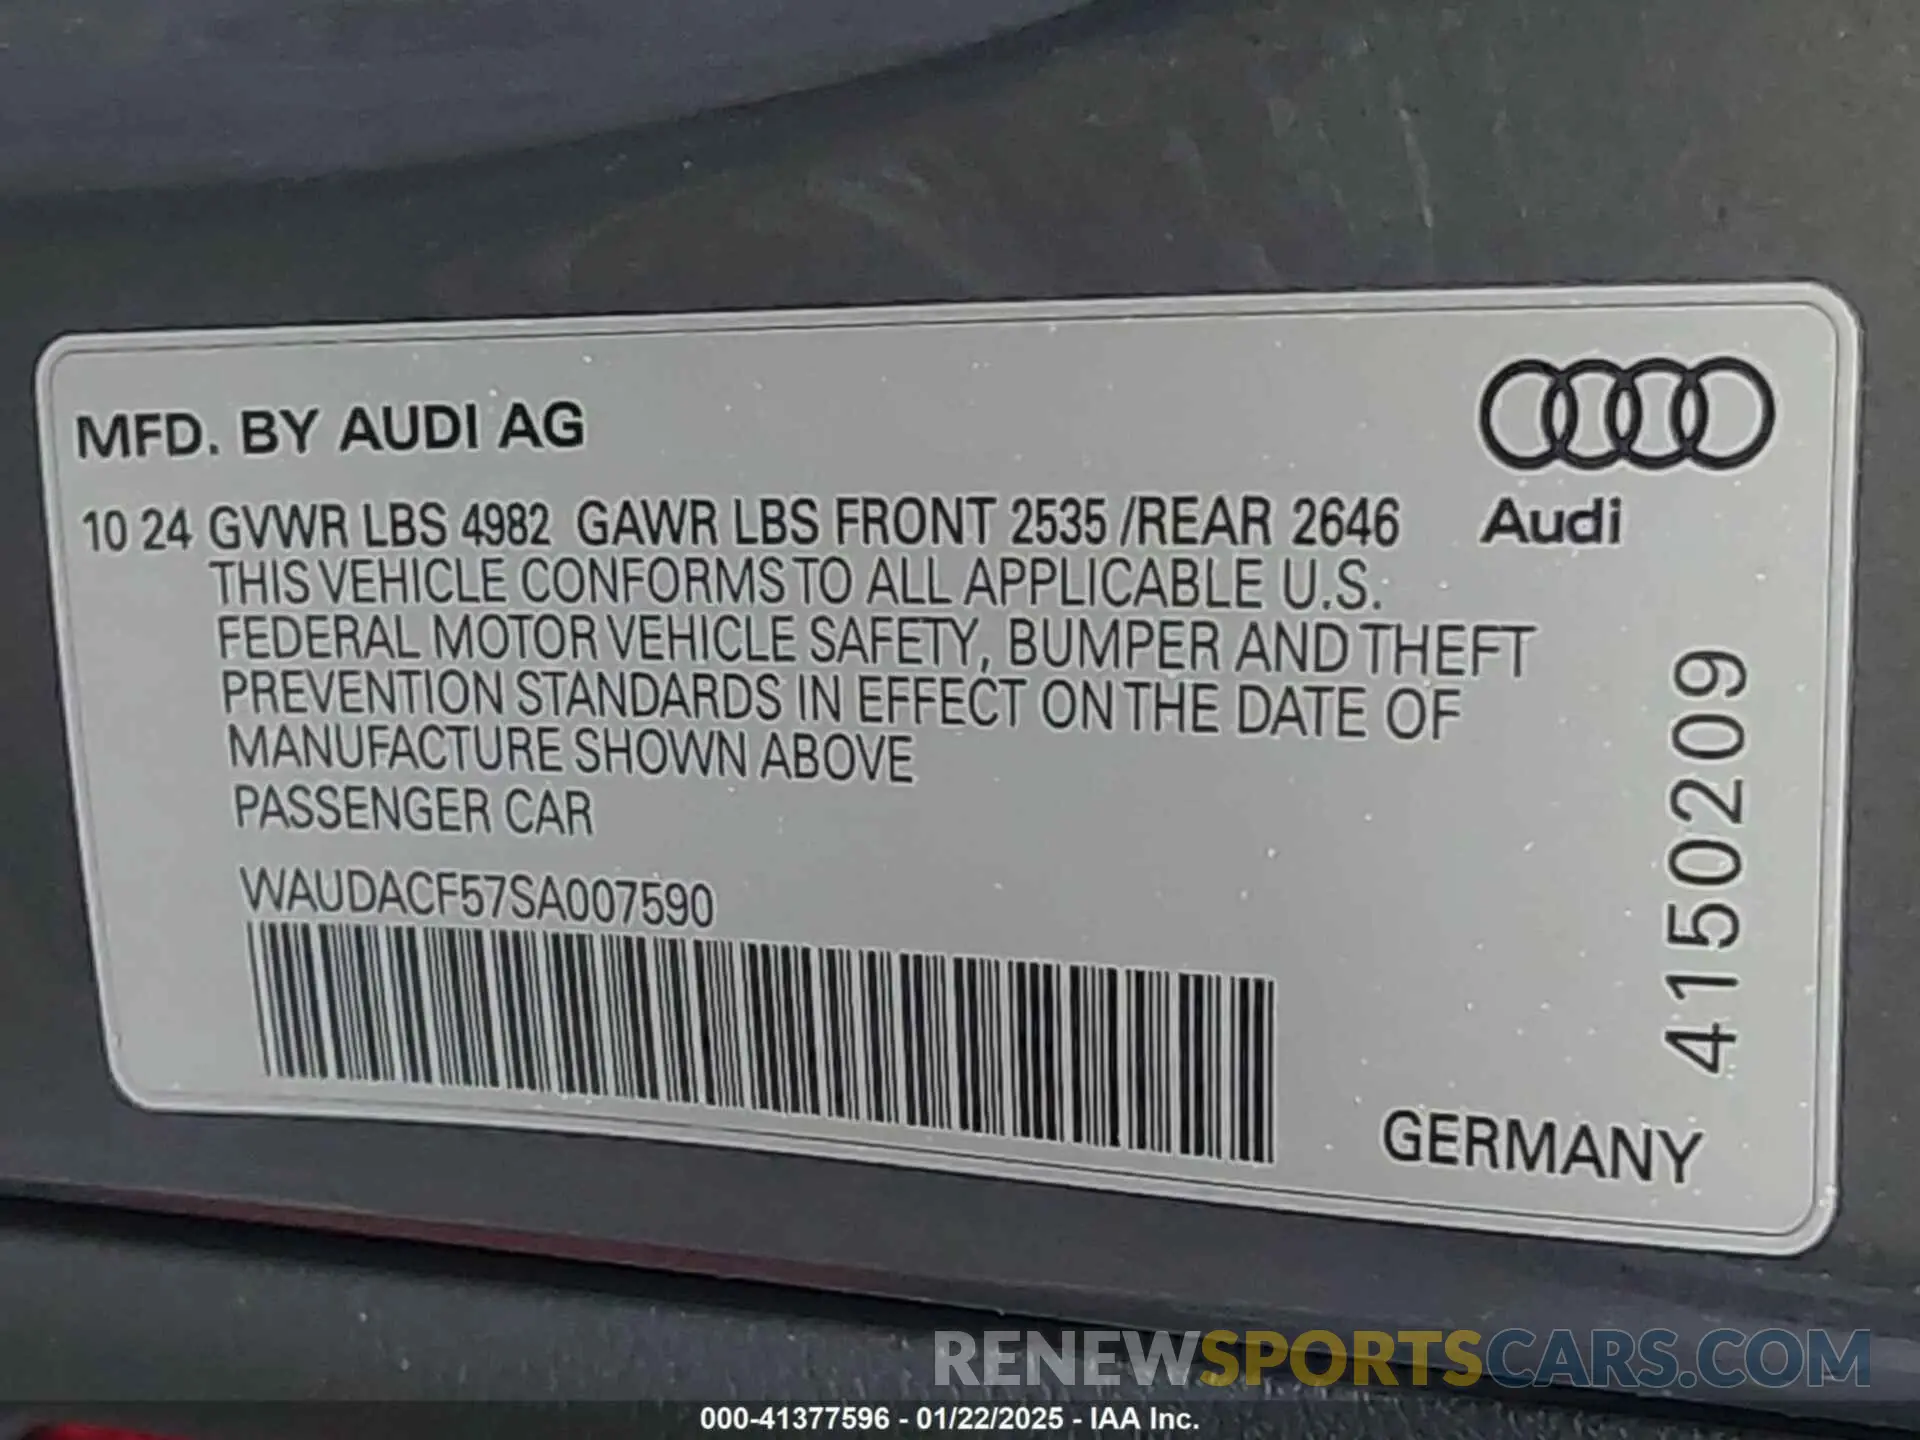 MFD. BY AUDI AG
10 24 GVWR LBS 4982 GAWR LBS FRONT 2535 /REAR 2646
THIS VEHICLE CONFORMS TO ALL APPLICABLE U.S.
FEDERAL MOTOR VEHICLE SAFETY, BUMPER AND THEFT
PREVENTION STANDARDS IN EFFECT ON THE DATE OF
MANUFACTURE SHOWN ABOVE
PASSENGER CAR
WAUDACF57SA007590
Audi
4150209
GERMANY
RENEWSPORTSCARS.COM
000-41377596 - 01/22/2025 - IAA Inc.